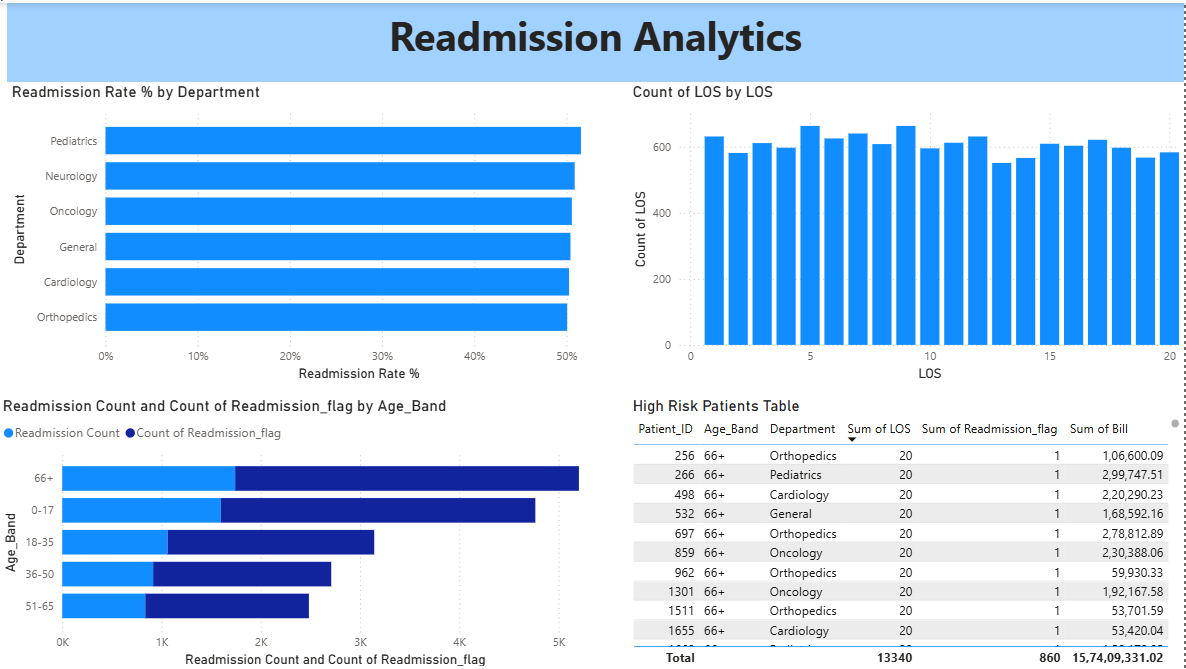 Readmission Analytics
Readmission Rate % by Department
Department
Pediatrics
Neurology
Oncology
General
Cardiology
Orthopedics
0% 10% 20% 30% 40% 50%
Readmission Rate %
Count of LOS by LOS
Count of LOS
600
400
200
0
0 5 10 15 20
LOS
Readmission Count and Count of Readmission_flag by Age_Band
Readmission Count Count of Readmission_flag
Age_Band
66+
0-17
18-35
36-50
51-65
0K 1K 2K 3K 4K 5K
Readmission Count and Count of Readmission_flag
High Risk Patients Table
Patient_ID Age_Band Department Sum of LOS Sum of Readmission_flag Sum of Bill
256 66+ Orthopedics 20 1 1,06,600.09
266 66+ Pediatrics 20 1 2,99,747.51
498 66+ Cardiology 20 1 2,20,290.23
532 66+ General 20 1 1,68,592.16
697 66+ Orthopedics 20 1 2,78,812.89
859 66+ Oncology 20 1 2,30,388.06
962 66+ Orthopedics 20 1 59,930.33
1301 66+ Oncology 20 1 1,92,167.58
1511 66+ Orthopedics 20 1 53,701.59
1655 66+ Cardiology 20 1 53,420.04
Total 13340 860 15,74,09,331.02